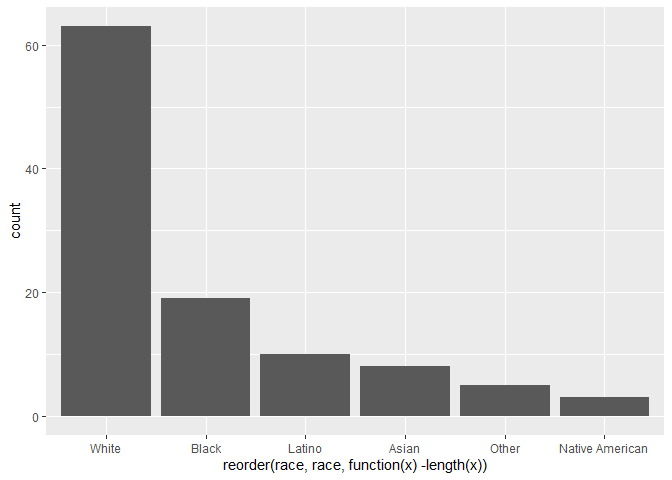 60
40
20
0
count
White Black Latino Asian Other Native American
reorder(race, race, function(x) -length(x))